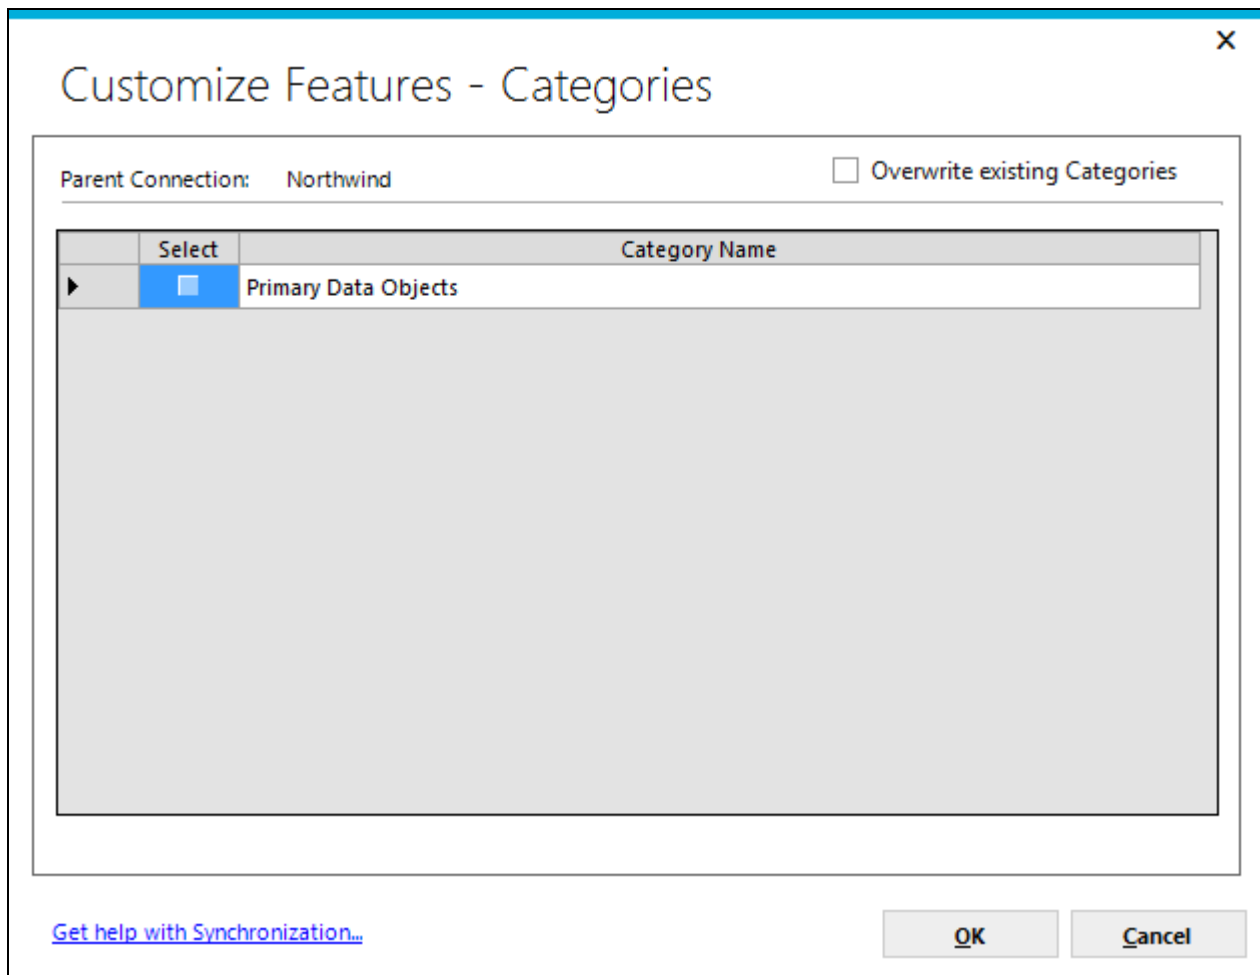 Customize Features - Categories
Parent Connection: Northwind
Overwrite existing Categories
Select Category Name
Primary Data Objects
Get help with Synchronization...
OK Cancel